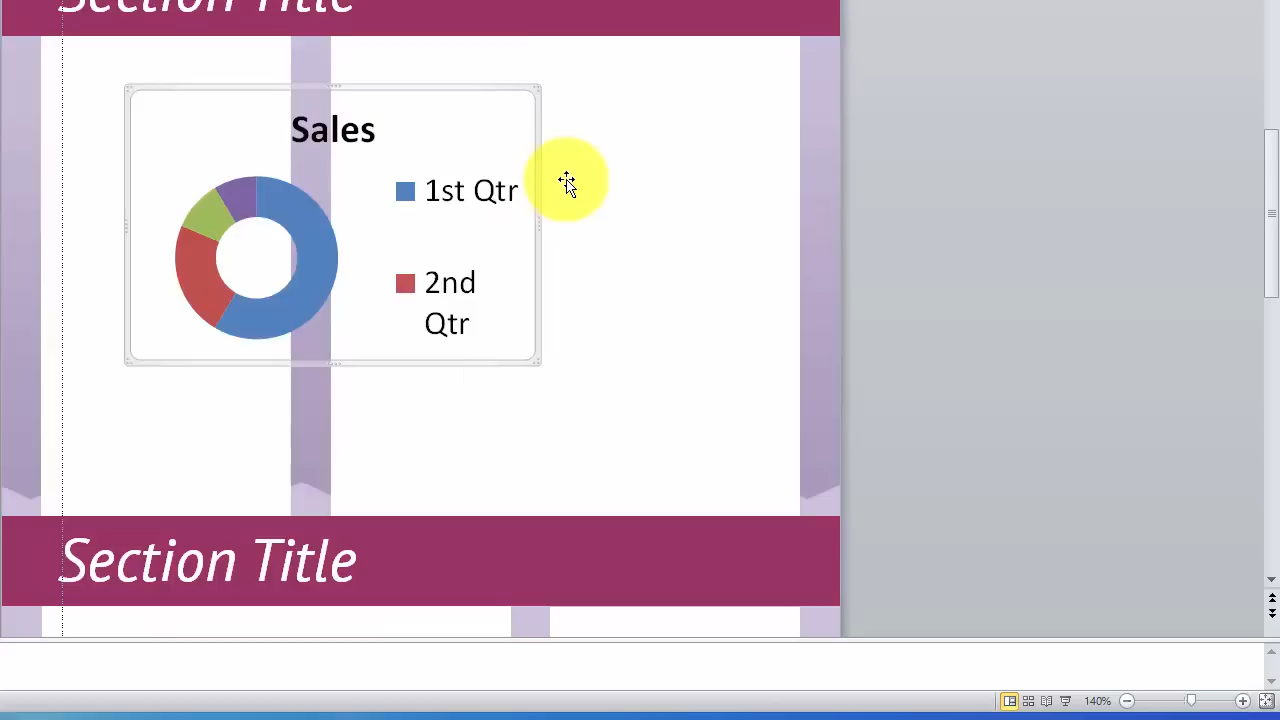 Section Title
Sales
1st Qtr
2nd
Qtr
Section Title
140%